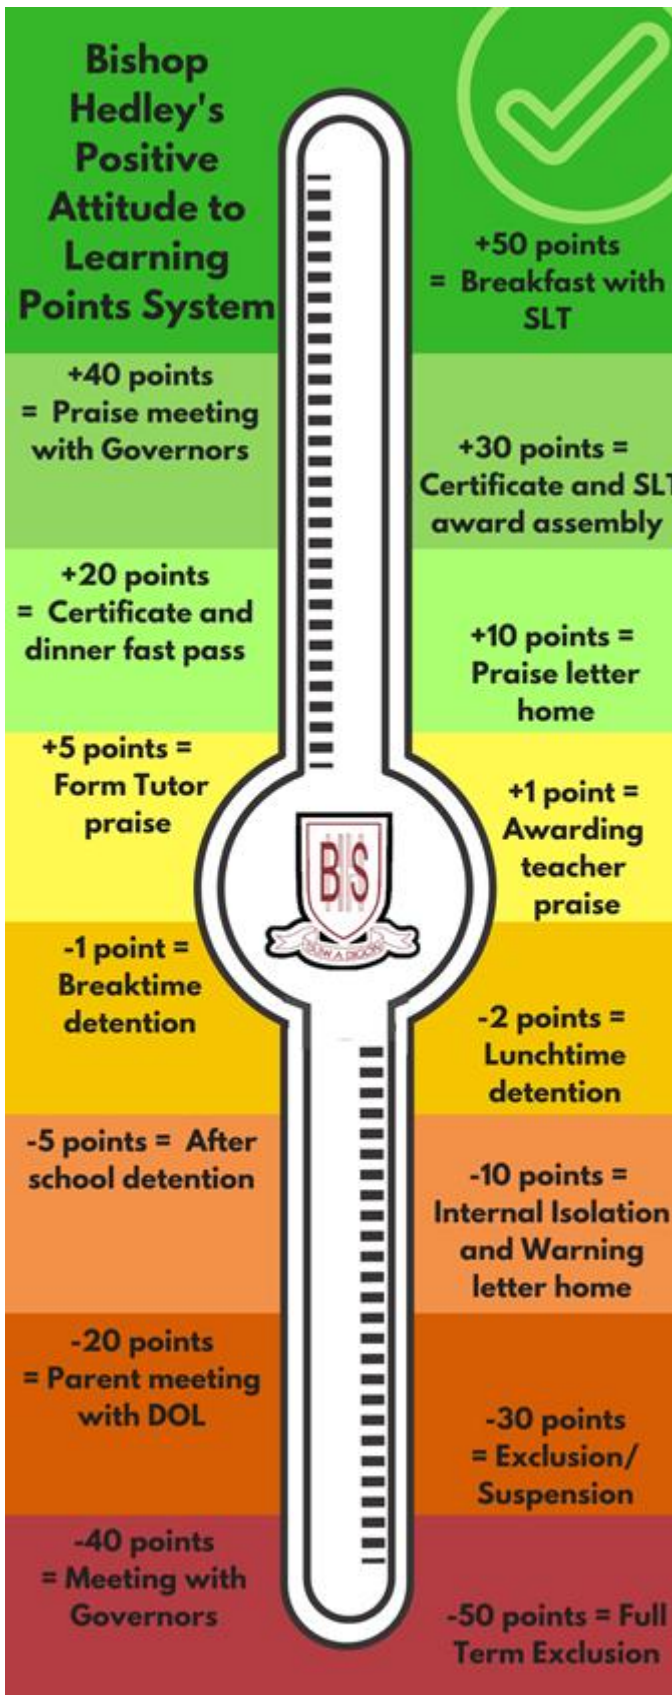 Bishop
Hedley's
Positive
Attitude to
Learning
Points System
+50 points
= Breakfast with
SLT
+40 points
= Praise meeting
with Governors
+30 points =
Certificate and SLT
award assembly
+20 points
= Certificate and
dinner fast pass
+10 points =
Praise letter
home
+5 points =
Form Tutor
praise
+1 point =
Awarding
teacher
praise
BS
-1 point =
Breaktime
detention
-2 points =
Lunchtime
detention
-5 points = After
school detention
-10 points =
Internal Isolation
and Warning
letter home
-20 points
= Parent meeting
with DOL
-30 points
= Exclusion/
Suspension
-40 points
= Meeting with
Governors
-50 points = Full
Term Exclusion